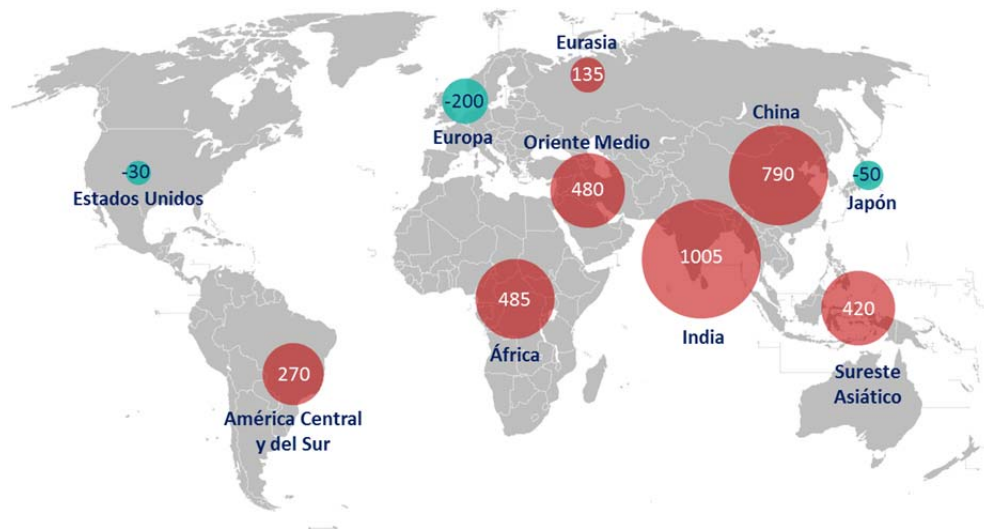 Eurasia
135
-200
Europa
China
790
Oriente Medio
480
-30
Estados Unidos
-50
Japón
1005
India
485
África
420
Sureste
Asiático
270
América Central
y del Sur